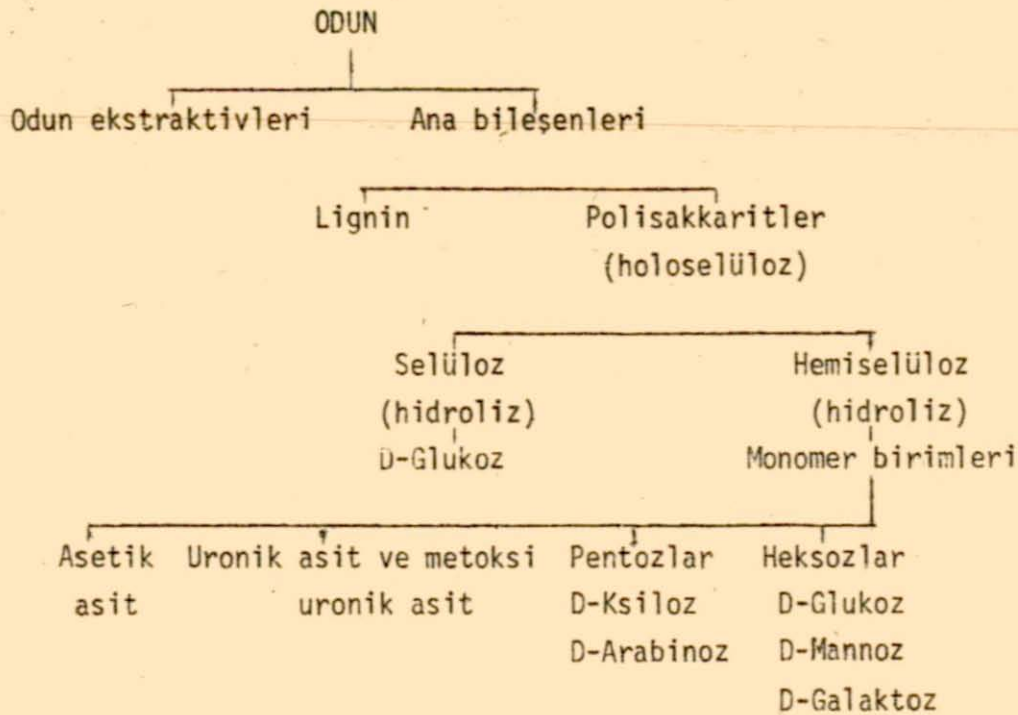 ODUN
Odun ekstraktivleri Ana bileşenleri
Lignin Polisakkaritler
(holoselüloz)
Selüloz Hemiselüloz
(hidroliz) (hidroliz)
D-Glukoz Monomer birimleri
Asetik Uronik asit ve metoksi Pentozlar Heksozlar
asit uronik asit D-Ksiloz D-Glukoz
D-Arabinoz D-Mannoz
D-Galaktoz